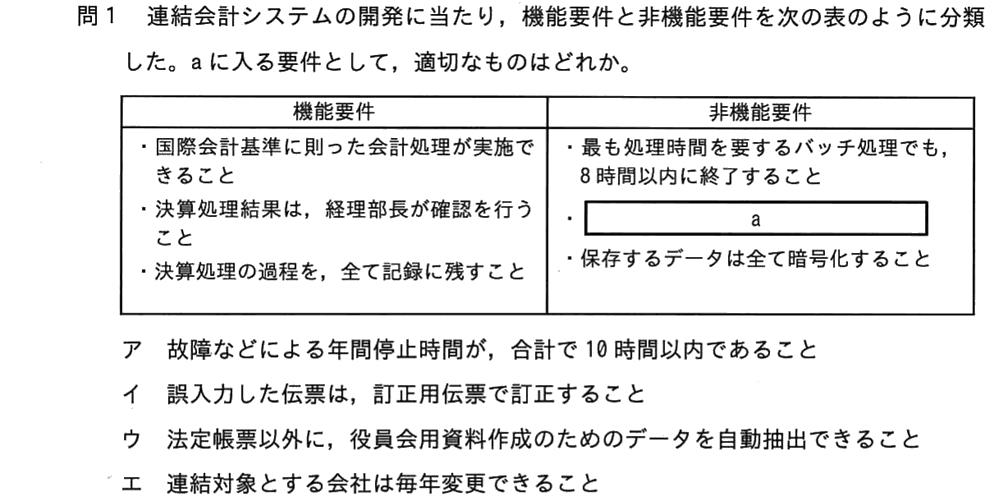 問1 連結会計システムの開発に当たり，機能要件と非機能要件を次の表のように分類
した。aに入る要件として，適切なものはどれか。
機能要件
・国際会計基準に則った会計処理が実施で
きること
・決算処理結果は，経理部長が確認を行う
こと
・決算処理の過程を，全て記録に残すこと
非機能要件
・最も処理時間を要するバッチ処理でも，
8時間以内に終了すること
・ a
・保存するデータは全て暗号化すること
ア 故障などによる年間停止時間が，合計で10時間以内であること
イ 誤入力した伝票は，訂正用伝票で訂正すること
ウ 法定帳票以外に，役員会用資料作成のためのデータを自動抽出できること
エ 連結対象とする会社は毎年変更できること